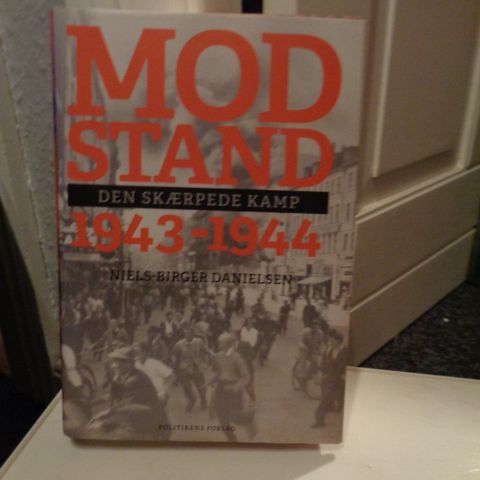 MOD
STAND
DEN SKÆRPEDE KAMP
1943-1944
NIELS-BIRGER DANIELSEN
POLITIKENS FORLAG